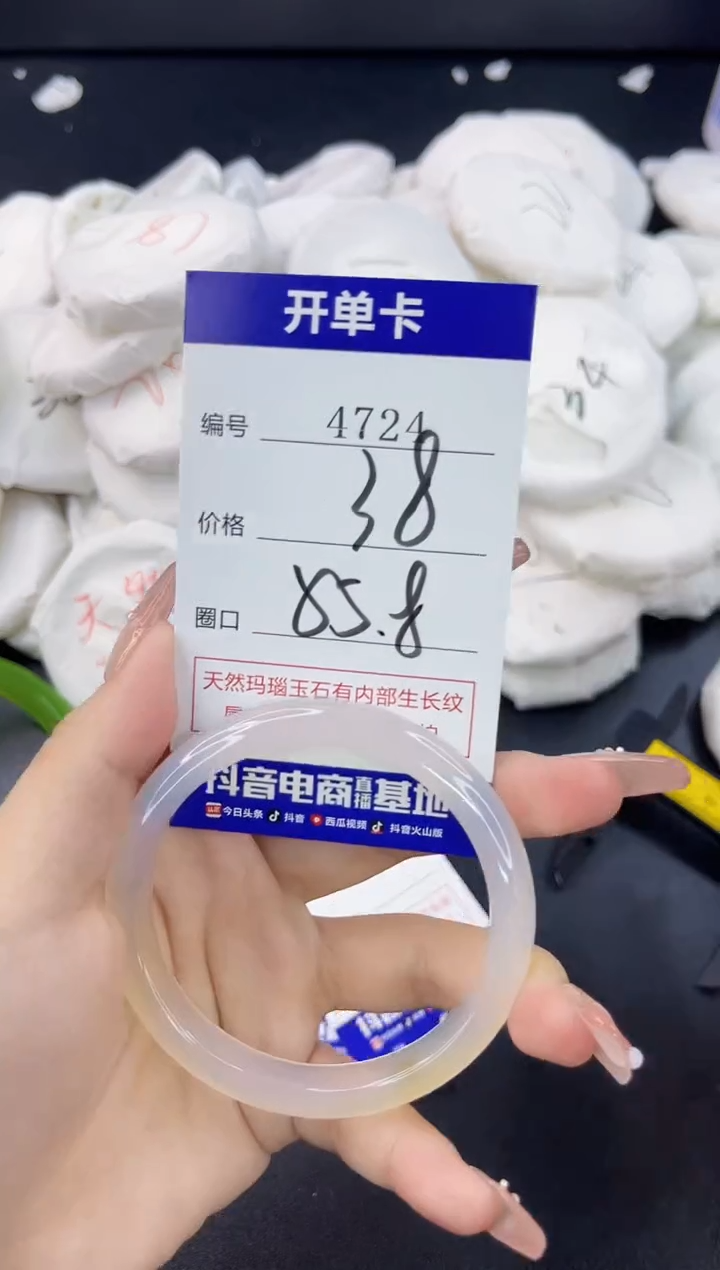 开单卡
编号 4724
价格 38
圈口 85.8
天然玛瑙玉石有内部生长纹
抖音电商直播基地
今日头条 抖音 西瓜视频 抖音火山版
34
天